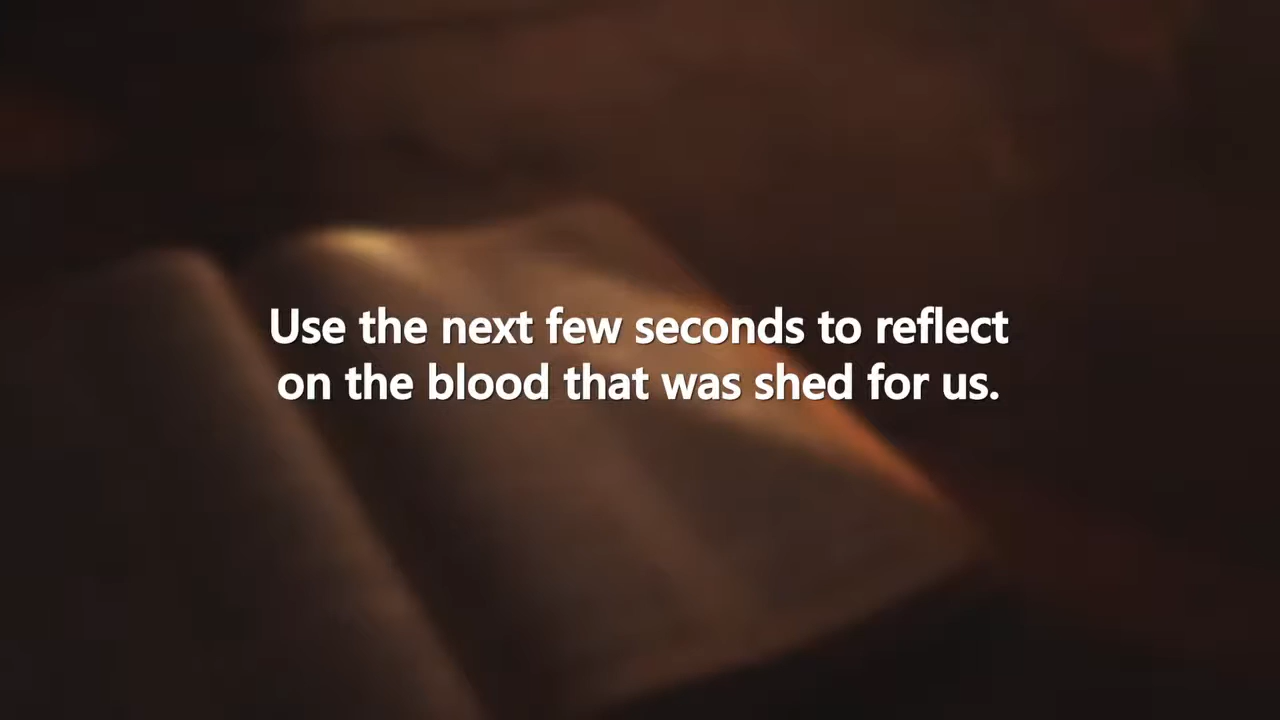 Use the next few seconds to reflect
on the blood that was shed for us.